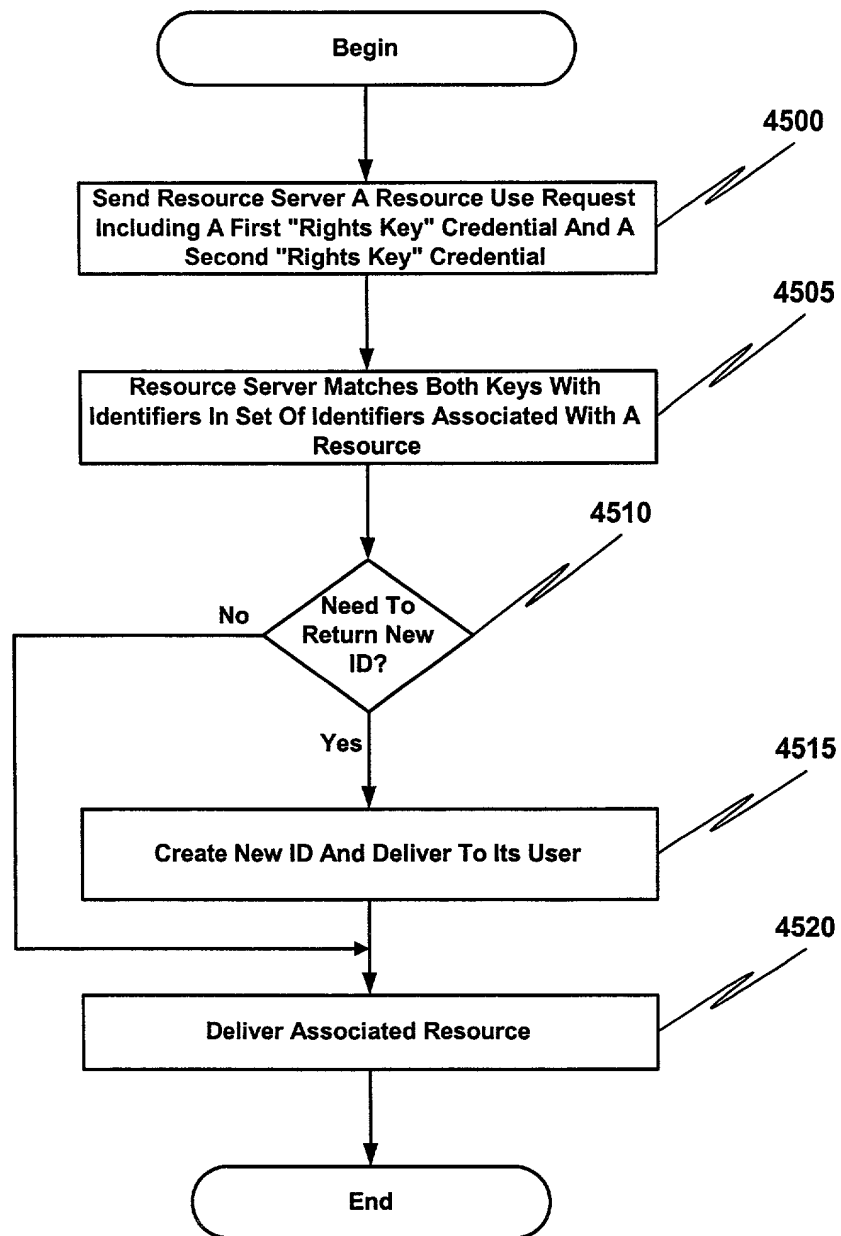 Begin
4500
Send Resource Server A Resource Use Request
Including A First "Rights Key" Credential And A
Second "Rights Key" Credential
4505
Resource Server Matches Both Keys With
Identifiers In Set Of Identifiers Associated With A
Resource
4510
No
Need To
Return New
ID?
Yes
4515
Create New ID And Deliver To Its User
4520
Deliver Associated Resource
End